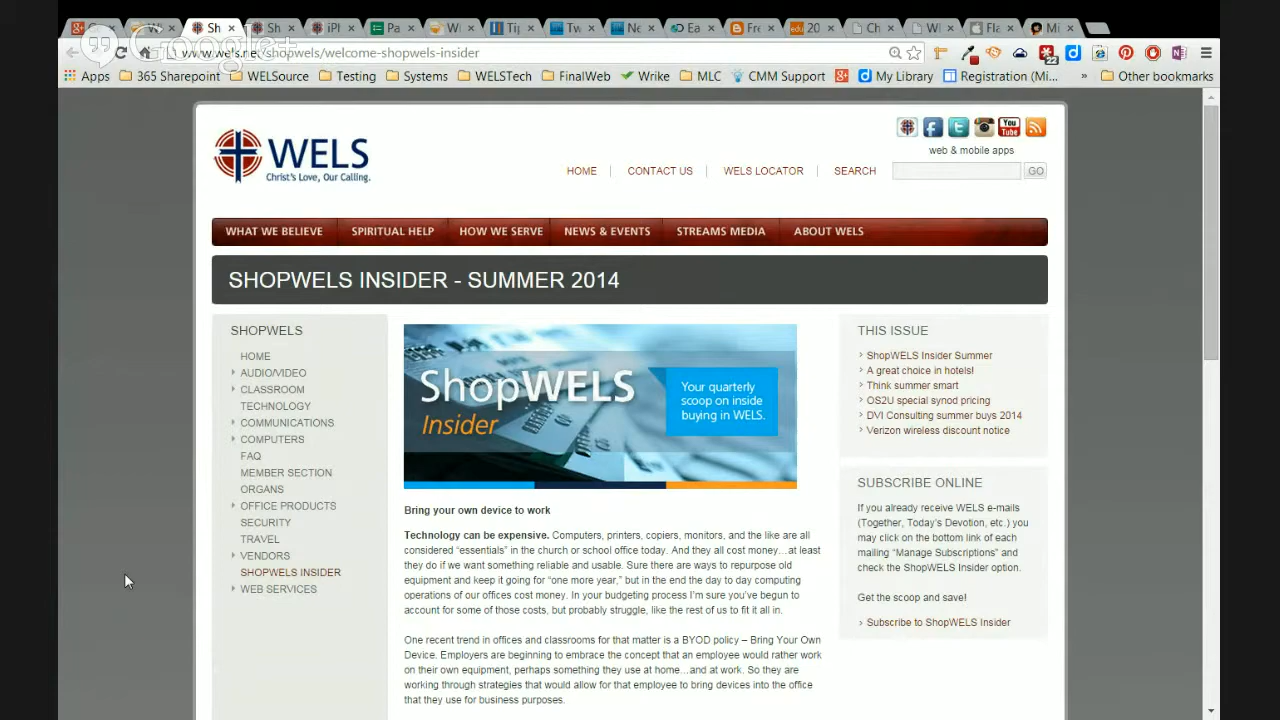 Sh
Sh
iPl
Pa
Wi
Tip
Tw
Ne
Ea
Fre
20
Ch
Wi
Fla
Mi
Google+
www.wels.net/shopwels/welcome-shopwels-insider
Apps 365 Sharepoint WELSource Testing Systems WELSTech FinalWeb Wrike MLC CMM Support My Library Registration (Mi... » Other bookmarks
WELS
Christ's Love, Our Calling.
web & mobile apps
HOME CONTACT US WELS LOCATOR SEARCH GO
WHAT WE BELIEVE SPIRITUAL HELP HOW WE SERVE NEWS & EVENTS STREAMS MEDIA ABOUT WELS
SHOPWELS INSIDER - SUMMER 2014
SHOPWELS
HOME
AUDIO/VIDEO
CLASSROOM
TECHNOLOGY
COMMUNICATIONS
COMPUTERS
FAQ
MEMBER SECTION
ORGANS
OFFICE PRODUCTS
SECURITY
TRAVEL
VENDORS
SHOPWELS INSIDER
WEB SERVICES
ShopWELS
Insider
Your quarterly
scoop on inside
buying in WELS.
Bring your own device to work
Technology can be expensive. Computers, printers, copiers, monitors, and the like are all
considered "essentials" in the church or school office today. And they all cost money…at least
they do if we want something reliable and usable. Sure there are ways to repurpose old
equipment and keep it going for "one more year," but in the end the day to day computing
operations of our offices cost money. In your budgeting process I'm sure you've begun to
account for some of those costs, but probably struggle, like the rest of us to fit it all in.
One recent trend in offices and classrooms for that matter is a BYOD policy – Bring Your Own
Device. Employers are beginning to embrace the concept that an employee would rather work
on their own equipment, perhaps something they use at home…and at work. So they are
working through strategies that would allow for that employee to bring devices into the office
that they use for business purposes.
THIS ISSUE
ShopWELS Insider Summer
A great choice in hotels!
Think summer smart
OS2U special synod pricing
DVI Consulting summer buys 2014
Verizon wireless discount notice
SUBSCRIBE ONLINE
If you already receive WELS e-mails
(Together, Today's Devotion, etc.) you
may click on the bottom link of each
mailing "Manage Subscriptions" and
check the ShopWELS Insider option.
Get the scoop and save!
Subscribe to ShopWELS Insider